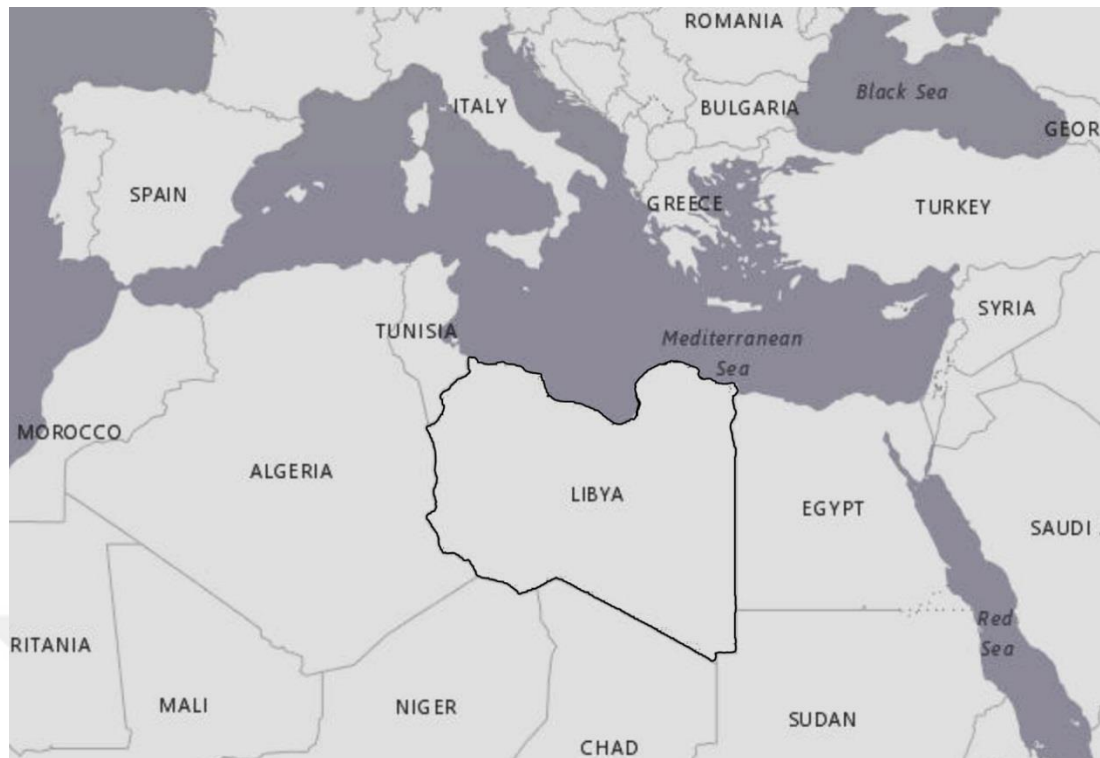 ROMANIA
Black Sea
ITALY
BULGARIA
GEOR
SPAIN
GREECE
TURKEY
SYRIA
TUNISIA
Mediterranean
Sea
MOROCCO
ALGERIA
LIBYA
EGYPT
SAUDI
Red
Sea
RITANIA
MALI
NIGER
SUDAN
CHAD